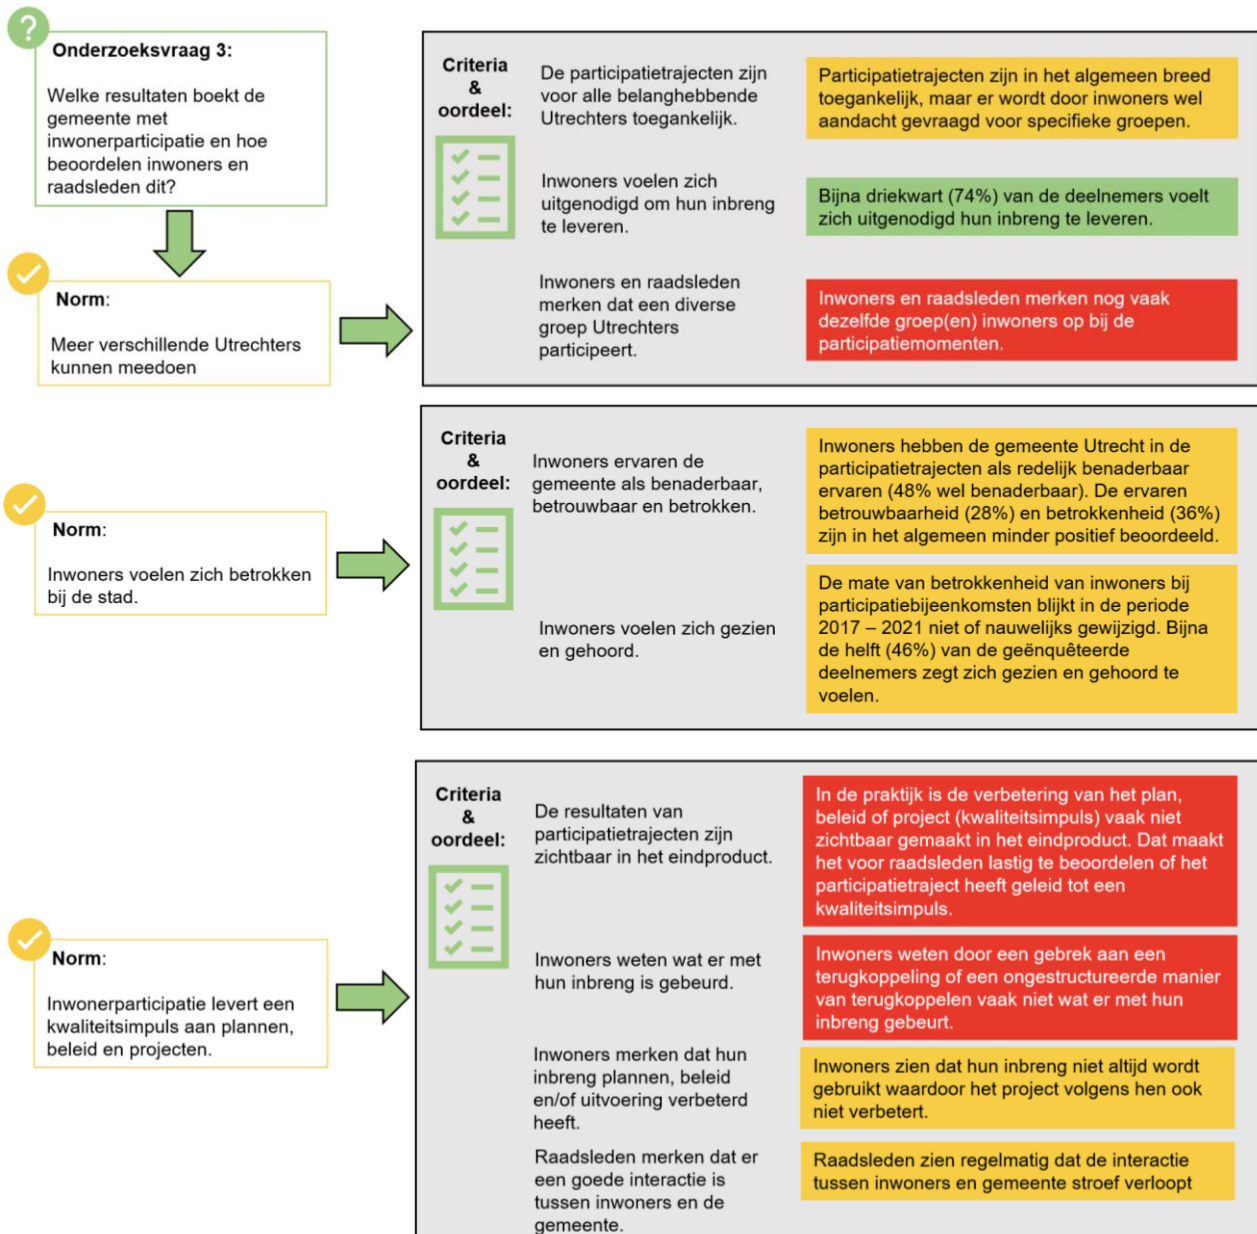 ?
Onderzoeksvraag 3:
Welke resultaten boekt de
gemeente met
inwonerparticipatie en hoe
beoordelen inwoners en
raadsleden dit?
Norm:
Meer verschillende Utrechters
kunnen meedoen
Criteria
&
oordeel:
De participatietrajecten zijn
voor alle belanghebbende
Utrechters toegankelijk.
Participatietrajecten zijn in het algemeen breed
toegankelijk, maar er wordt door inwoners wel
aandacht gevraagd voor specifieke groepen.
Inwoners voelen zich
uitgenodigd om hun inbreng
te leveren.
Bijna driekwart (74%) van de deelnemers voelt
zich uitgenodigd hun inbreng te leveren.
Inwoners en raadsleden
merken dat een diverse
groep Utrechters
participeert.
Inwoners en raadsleden merken nog vaak
dezelfde groep(en) inwoners op bij de
participatiemomenten.
Norm:
Inwoners voelen zich betrokken
bij de stad.
Criteria
&
oordeel:
Inwoners ervaren de
gemeente als benaderbaar,
betrouwbaar en betrokken.
Inwoners hebben de gemeente Utrecht in de
participatietrajecten als redelijk benaderbaar
ervaren (48% wel benaderbaar). De ervaren
betrouwbaarheid (28%) en betrokkenheid (36%)
zijn in het algemeen minder positief beoordeeld.
Inwoners voelen zich gezien
en gehoord.
De mate van betrokkenheid van inwoners bij
participatiebijeenkomsten blijkt in de periode
2017 – 2021 niet of nauwelijks gewijzigd. Bijna
de helft (46%) van de geënquêteerde
deelnemers zegt zich gezien en gehoord te
voelen.
Norm:
Inwonerparticipatie levert een
kwaliteitsimpuls aan plannen,
beleid en projecten.
Criteria
&
oordeel:
De resultaten van
participatietrajecten zijn
zichtbaar in het eindproduct.
In de praktijk is de verbetering van het plan,
beleid of project (kwaliteitsimpuls) vaak niet
zichtbaar gemaakt in het eindproduct. Dat maakt
het voor raadsleden lastig te beoordelen of het
participatietraject heeft geleid tot een
kwaliteitsimpuls.
Inwoners weten wat er met
hun inbreng is gebeurd.
Inwoners weten door een gebrek aan een
terugkoppeling of een ongestructureerde manier
van terugkoppelen vaak niet wat er met hun
inbreng gebeurt.
Inwoners merken dat hun
inbreng plannen, beleid
en/of uitvoering verbeterd
heeft.
Inwoners zien dat hun inbreng niet altijd wordt
gebruikt waardoor het project volgens hen ook
niet verbetert.
Raadsleden merken dat er
een goede interactie is
tussen inwoners en de
gemeente.
Raadsleden zien regelmatig dat de interactie
tussen inwoners en gemeente stroef verloopt